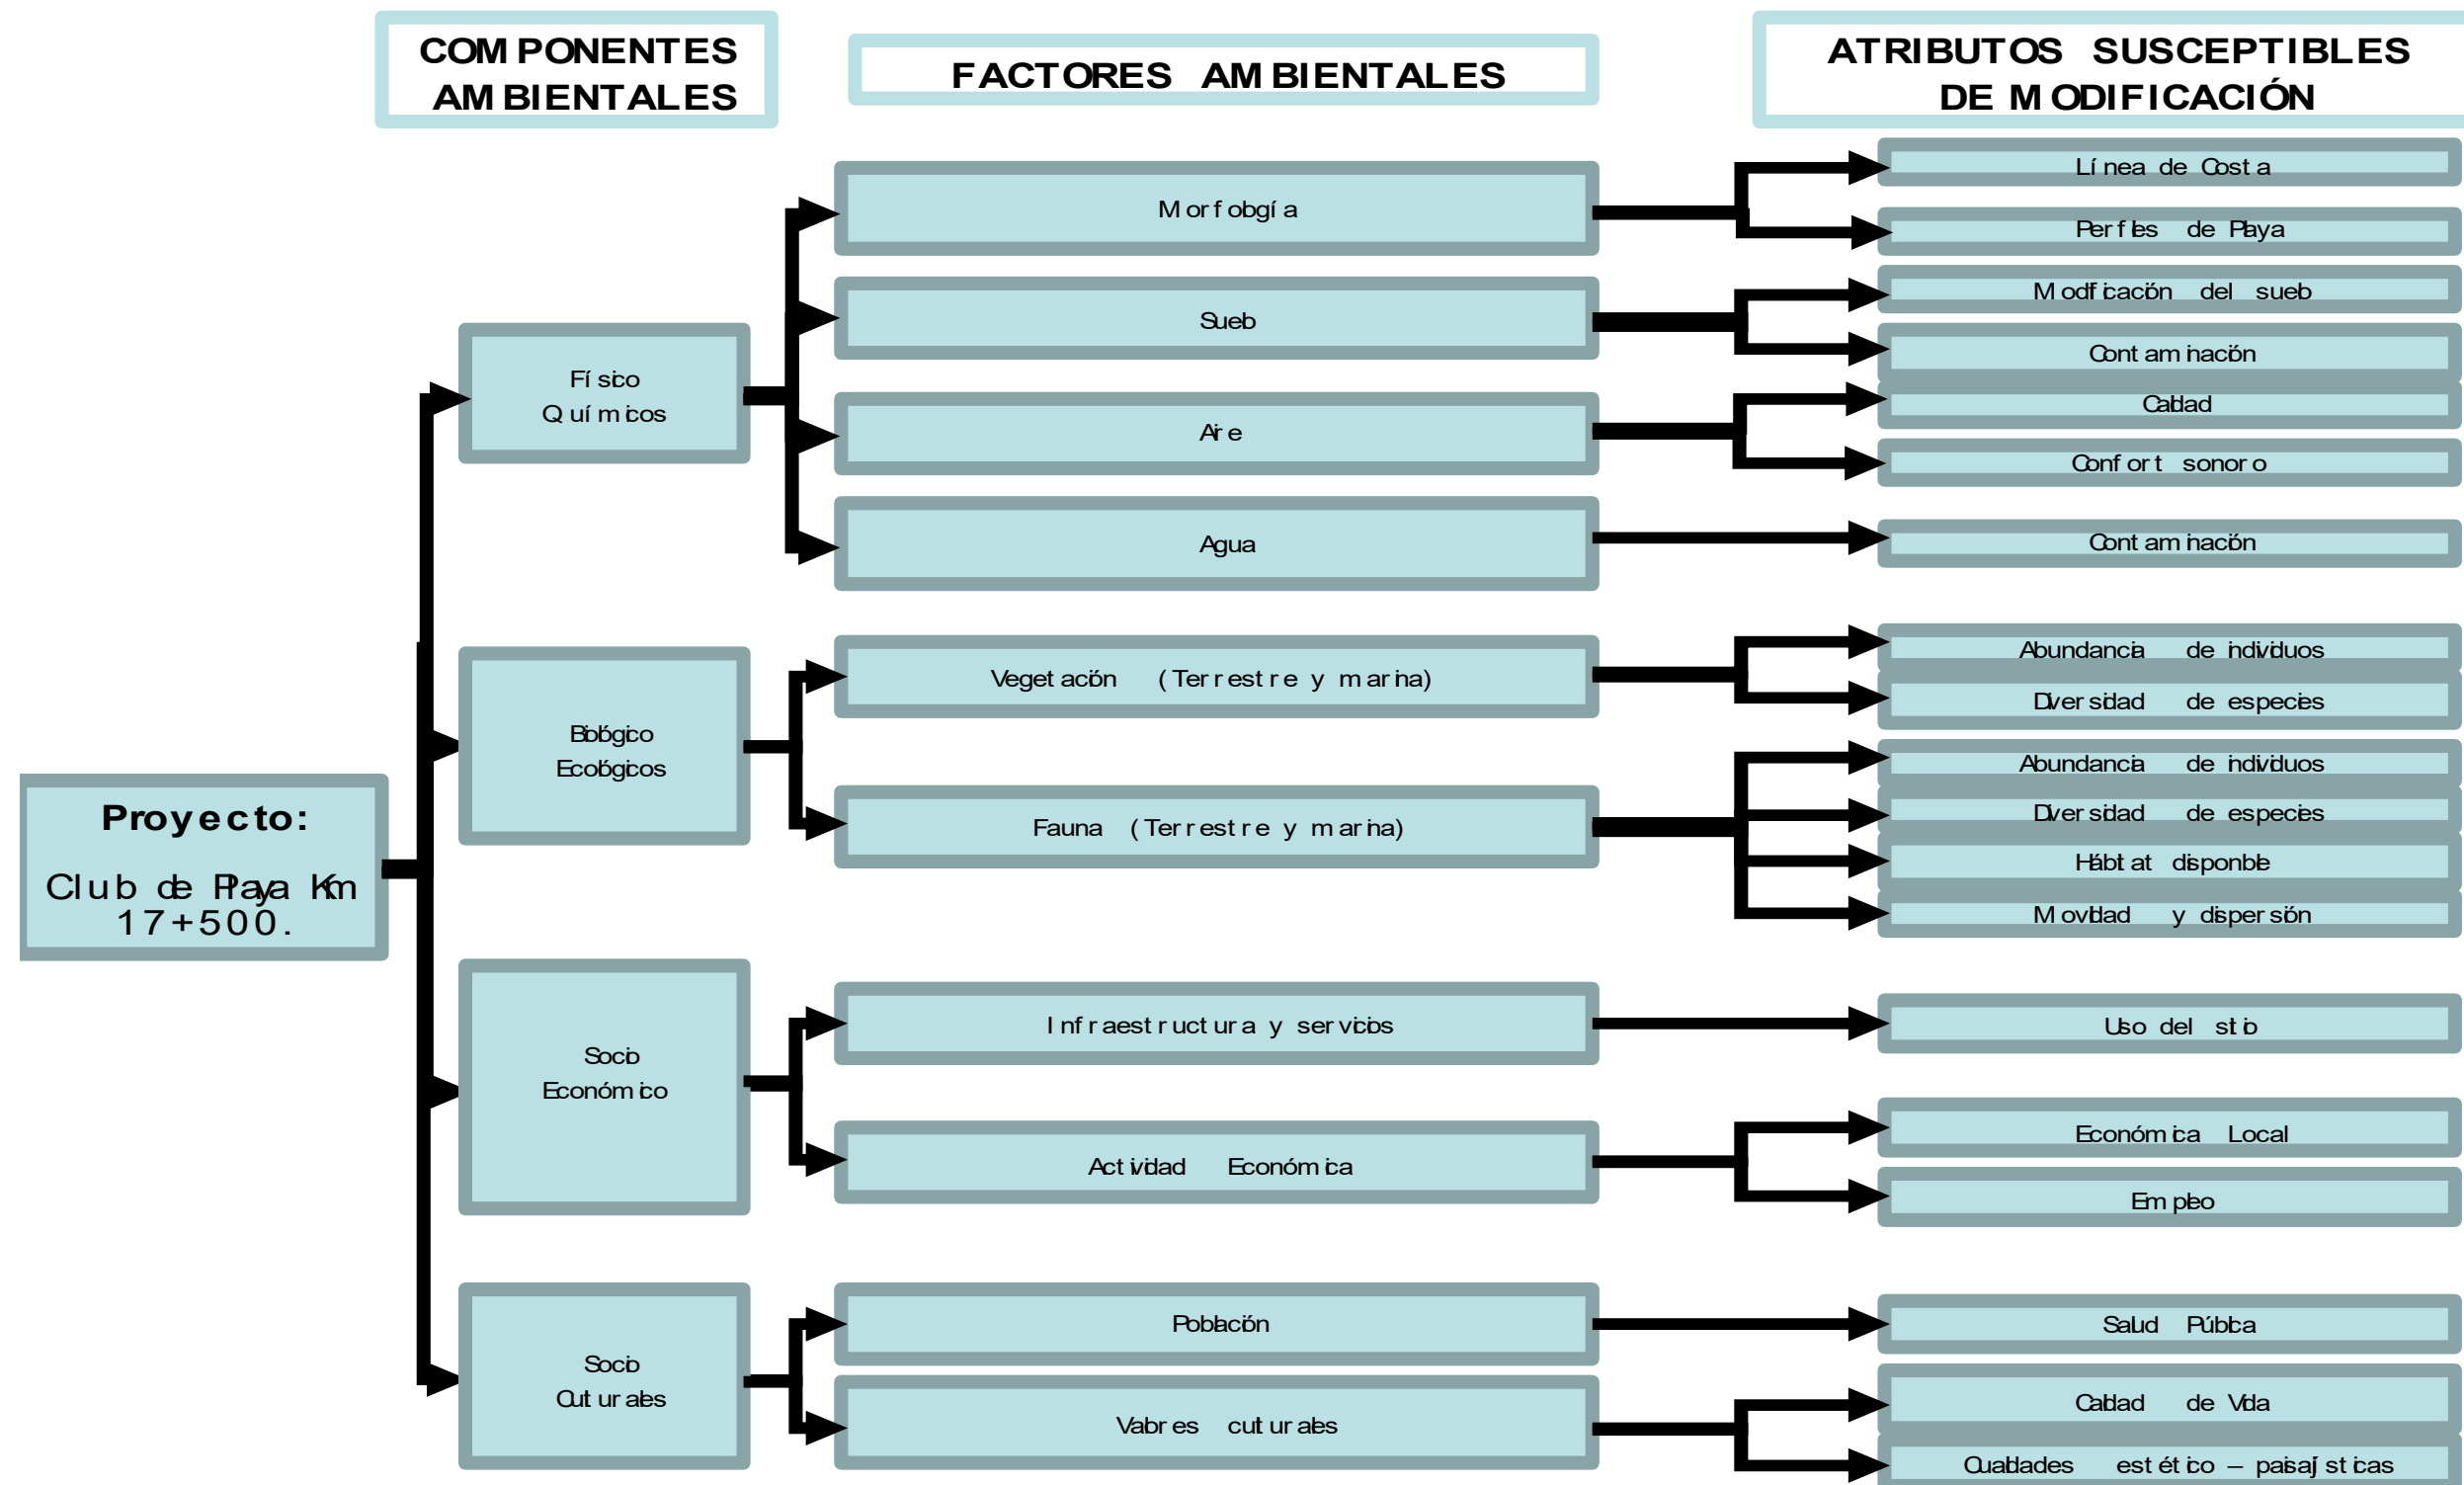 COMPONENTES
AMBIENTALES
FACTORES AMBIENTALES
ATRIBUTOS SUSCEPTIBLES
DE MODIFICACIÓN
Proyecto:
Club de Playa Km
17+500.
Físico
Químicos
Morfología
Línea de Costa
Perfiles de Playa
Suelo
Modificación del suelo
Contaminación
Aire
Calidad
Confort sonoro
Agua
Contaminación
Biológico
Ecológicos
Vegetación (Terrestre y marina)
Abundancia de individuos
Diversidad de especies
Fauna (Terrestre y marina)
Abundancia de individuos
Diversidad de especies
Hábitat disponible
Movilidad y dispersión
Socio
Económico
Infraestructura y servicios
Uso del sitio
Actividad Económica
Económica Local
Empleo
Socio
Culturales
Población
Salud Pública
Valores culturales
Calidad de Vida
Cualidades estético – paisajísticas